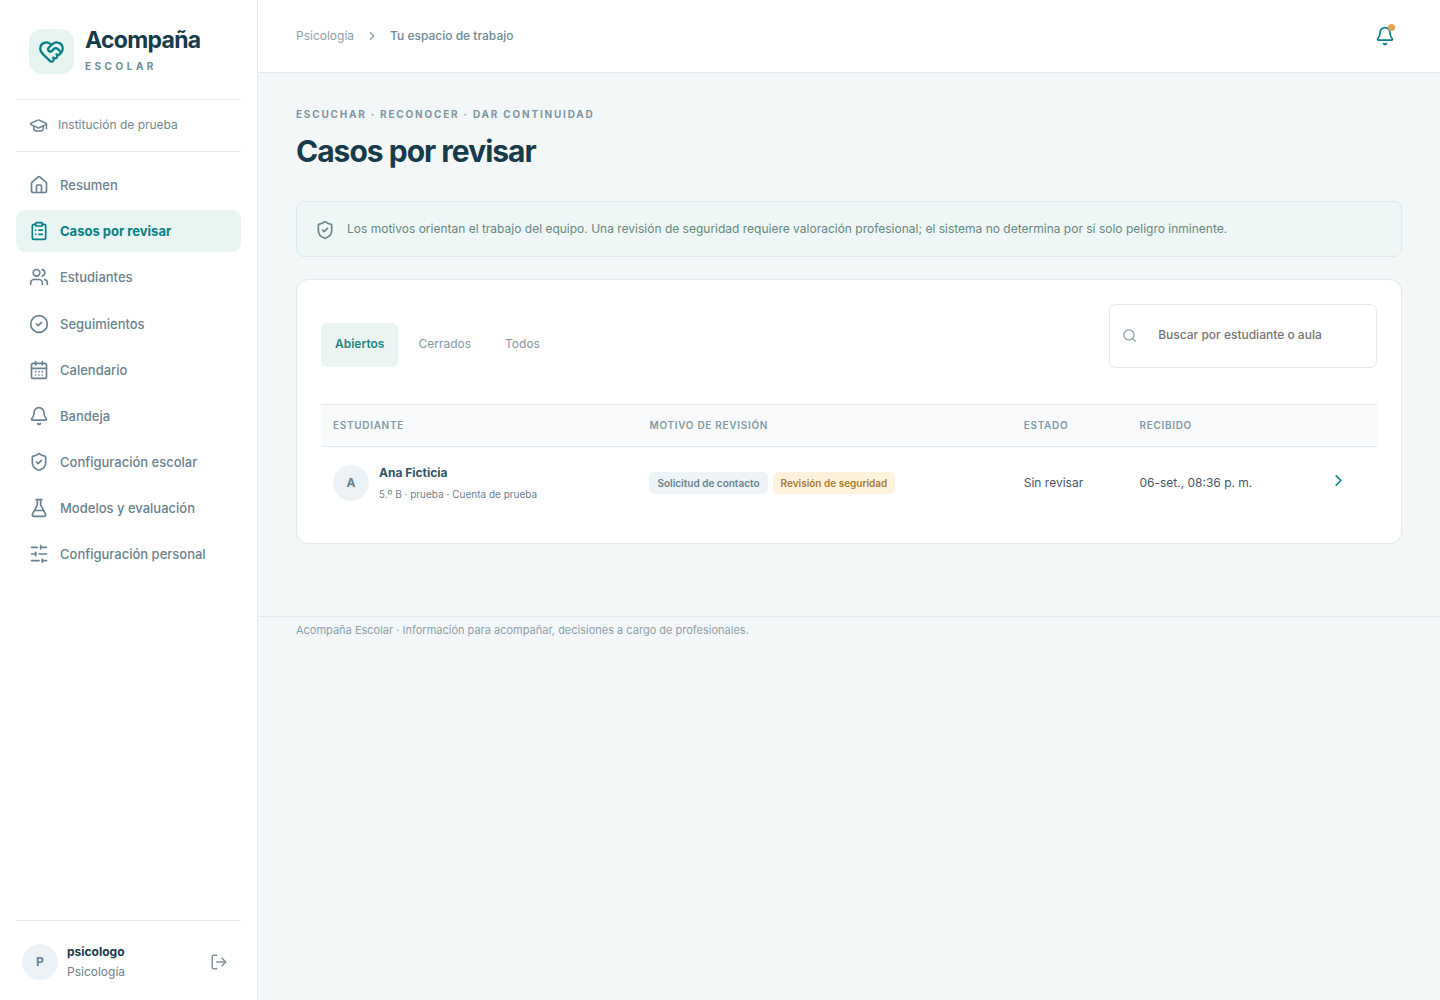 Acompaña
ESCOLAR
Institución de prueba
Resumen
Casos por revisar
Estudiantes
Seguimientos
Calendario
Bandeja
Configuración escolar
Modelos y evaluación
Configuración personal
P
psicologo
Psicología
Psicología > Tu espacio de trabajo
ESCUCHAR · RECONOCER · DAR CONTINUIDAD
Casos por revisar
Los motivos orientan el trabajo del equipo. Una revisión de seguridad requiere valoración profesional; el sistema no determina por sí solo peligro inminente.
Abiertos Cerrados Todos
Buscar por estudiante o aula
ESTUDIANTE MOTIVO DE REVISIÓN ESTADO RECIBIDO
A
Ana Ficticia
5.º B · prueba · Cuenta de prueba
Solicitud de contacto Revisión de seguridad Sin revisar 06-set., 08:36 p. m.
Acompaña Escolar · Información para acompañar, decisiones a cargo de profesionales.